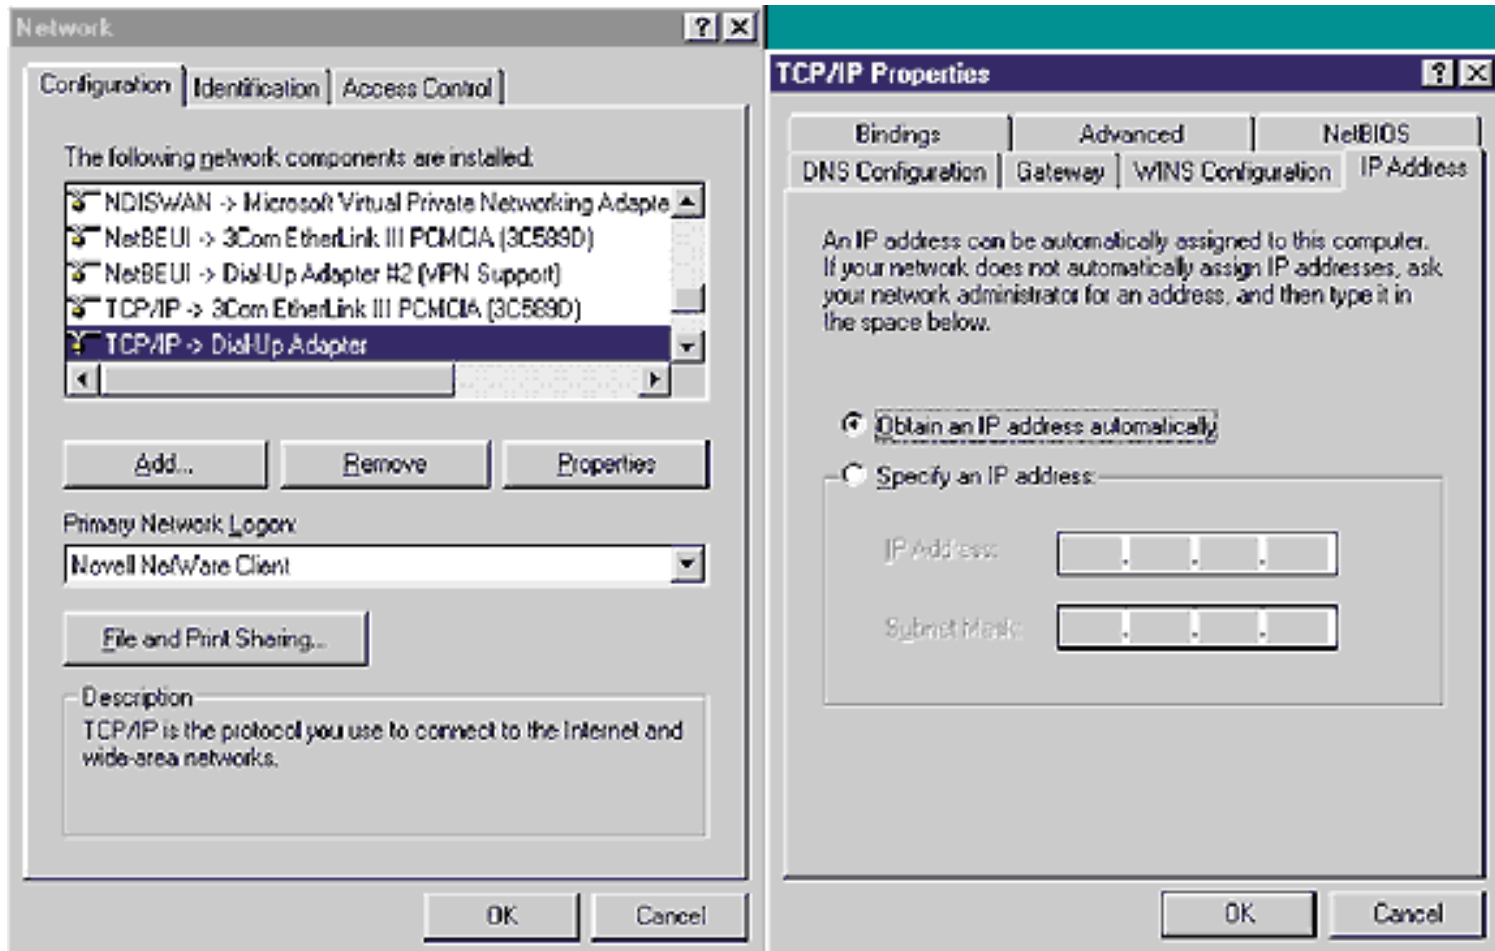 Network
Configuration
Identification
Access Control
The following network components are installed:
NDISWAN -> Microsoft Virtual Private Networking Adapte
NetBEUI -> 3Com EtherLink III PCMCIA (3C589D)
NetBEUI -> Dial-Up Adapter #2 (VPN Support)
TCP/IP -> 3Com EtherLink III PCMCIA (3C589D)
TCP/IP -> Dial-Up Adapter
Add...
Remove
Properties
Primary Network Logon:
Novell NetWare Client
File and Print Sharing...
Description
TCP/IP is the protocol you use to connect to the Internet and
wide-area networks.
OK
Cancel
TCP/IP Properties
Bindings
Advanced
NetBIOS
DNS Configuration
Gateway
WINS Configuration
IP Address
An IP address can be automatically assigned to this computer.
If your network does not automatically assign IP addresses, ask
your network administrator for an address, and then type it in
the space below.
Obtain an IP address automatically
Specify an IP address:
IP Address:
Subnet Mask:
OK
Cancel